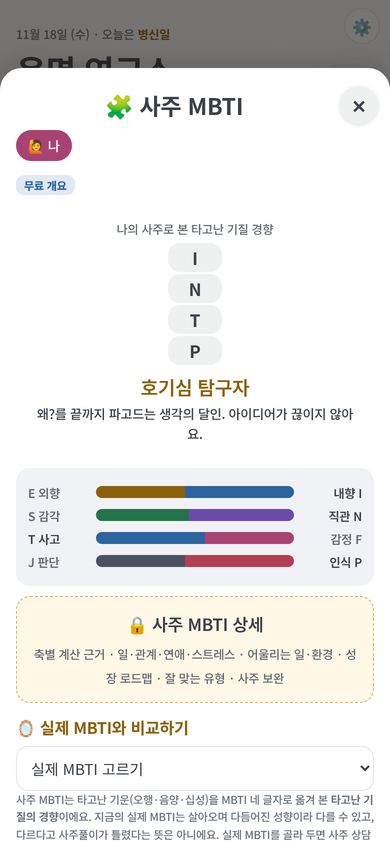 11월 18일 (수) · 오늘은 병신일
⚙️
🧩 사주 MBTI
✕
🙋 나
무료 개요
나의 사주로 본 타고난 기질 경향
I
N
T
P
호기심 탐구자
왜?를 끝까지 파고드는 생각의 달인. 아이디어가 끊이지 않아
요.
E 외향 내향 I
S 감각 직관 N
T 사고 감정 F
J 판단 인식 P
🔒 사주 MBTI 상세
축별 계산 근거 · 일·관계·연애·스트레스 · 어울리는 일·환경 · 성
장 로드맵 · 잘 맞는 유형 · 사주 보완
🪞 실제 MBTI와 비교하기
실제 MBTI 고르기
사주 MBTI는 타고난 기운(오행·음양·십성)을 MBTI 네 글자로 옮겨 본 타고난 기
질의 경향이에요. 지금의 실제 MBTI는 살아오며 다듬어진 성향이라 다를 수 있고,
다르다고 사주풀이가 틀렸다는 뜻은 아니에요. 실제 MBTI를 골라 두면 사주 상담